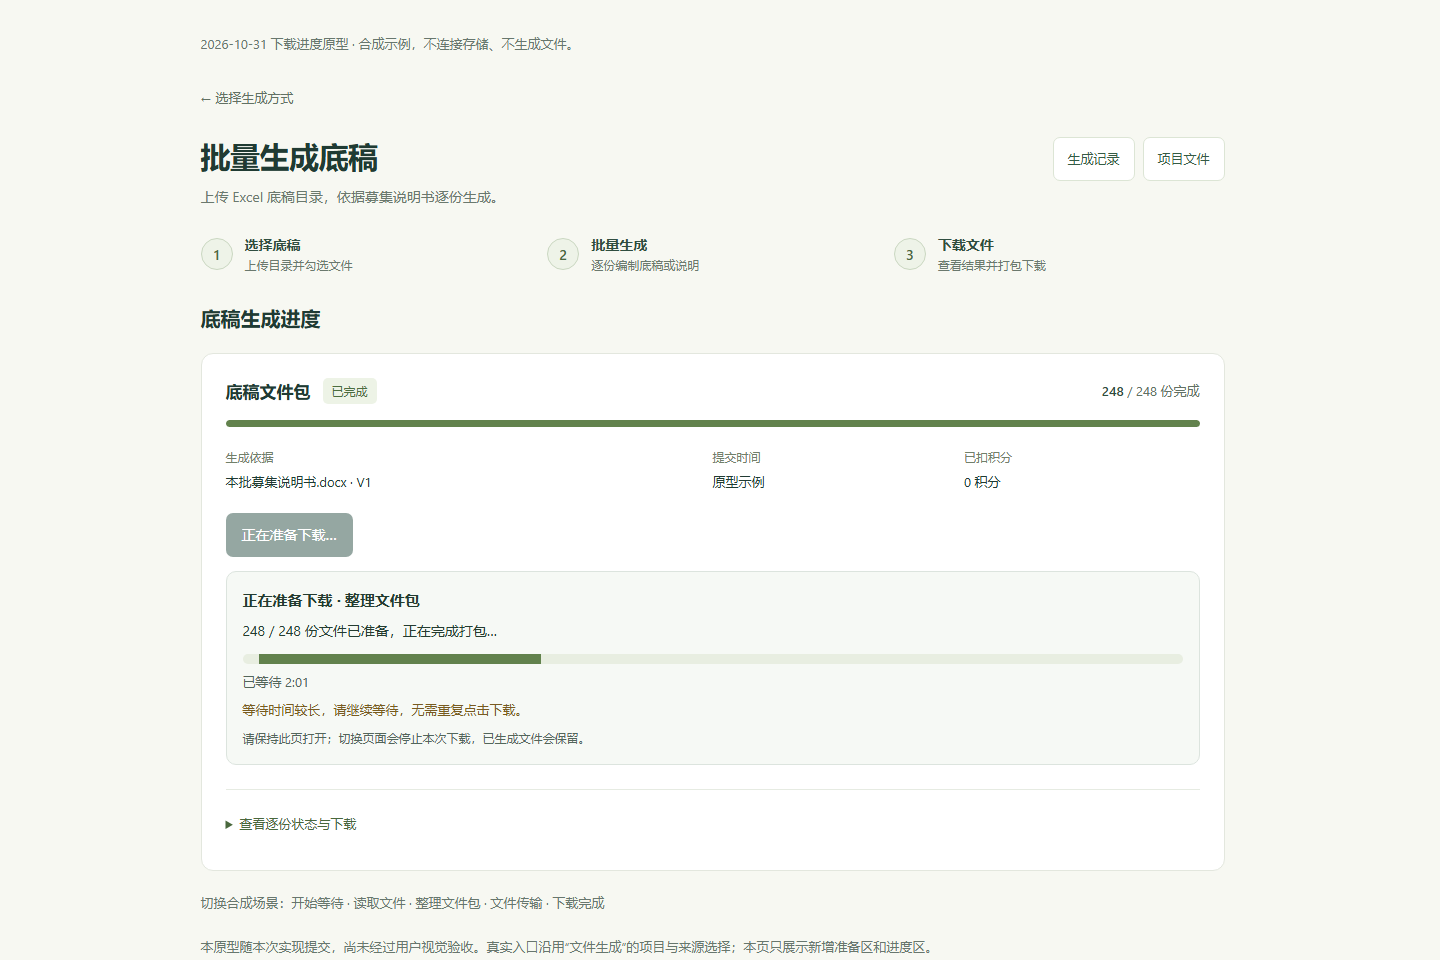 2026-10-31 下载进度原型 · 合成示例，不连接存储、不生成文件。
← 选择生成方式
批量生成底稿
生成记录
项目文件
上传 Excel 底稿目录，依据募集说明书逐份生成。
1
选择底稿
上传目录并勾选文件
2
批量生成
逐份编制底稿或说明
3
下载文件
查看结果并打包下载
底稿生成进度
底稿文件包
已完成
248 / 248 份完成
生成依据
本批募集说明书.docx · V1
提交时间
原型示例
已扣积分
0 积分
正在准备下载...
正在准备下载 · 整理文件包
248 / 248 份文件已准备，正在完成打包...
已等待 2:01
等待时间较长，请继续等待，无需重复点击下载。
请保持此页打开；切换页面会停止本次下载，已生成文件会保留。
▶ 查看逐份状态与下载
切换合成场景：开始等待 · 读取文件 · 整理文件包 · 文件传输 · 下载完成
本原型随本次实现提交，尚未经过用户视觉验收。真实入口沿用“文件生成”的项目与来源选择；本页只展示新增准备区和进度区。